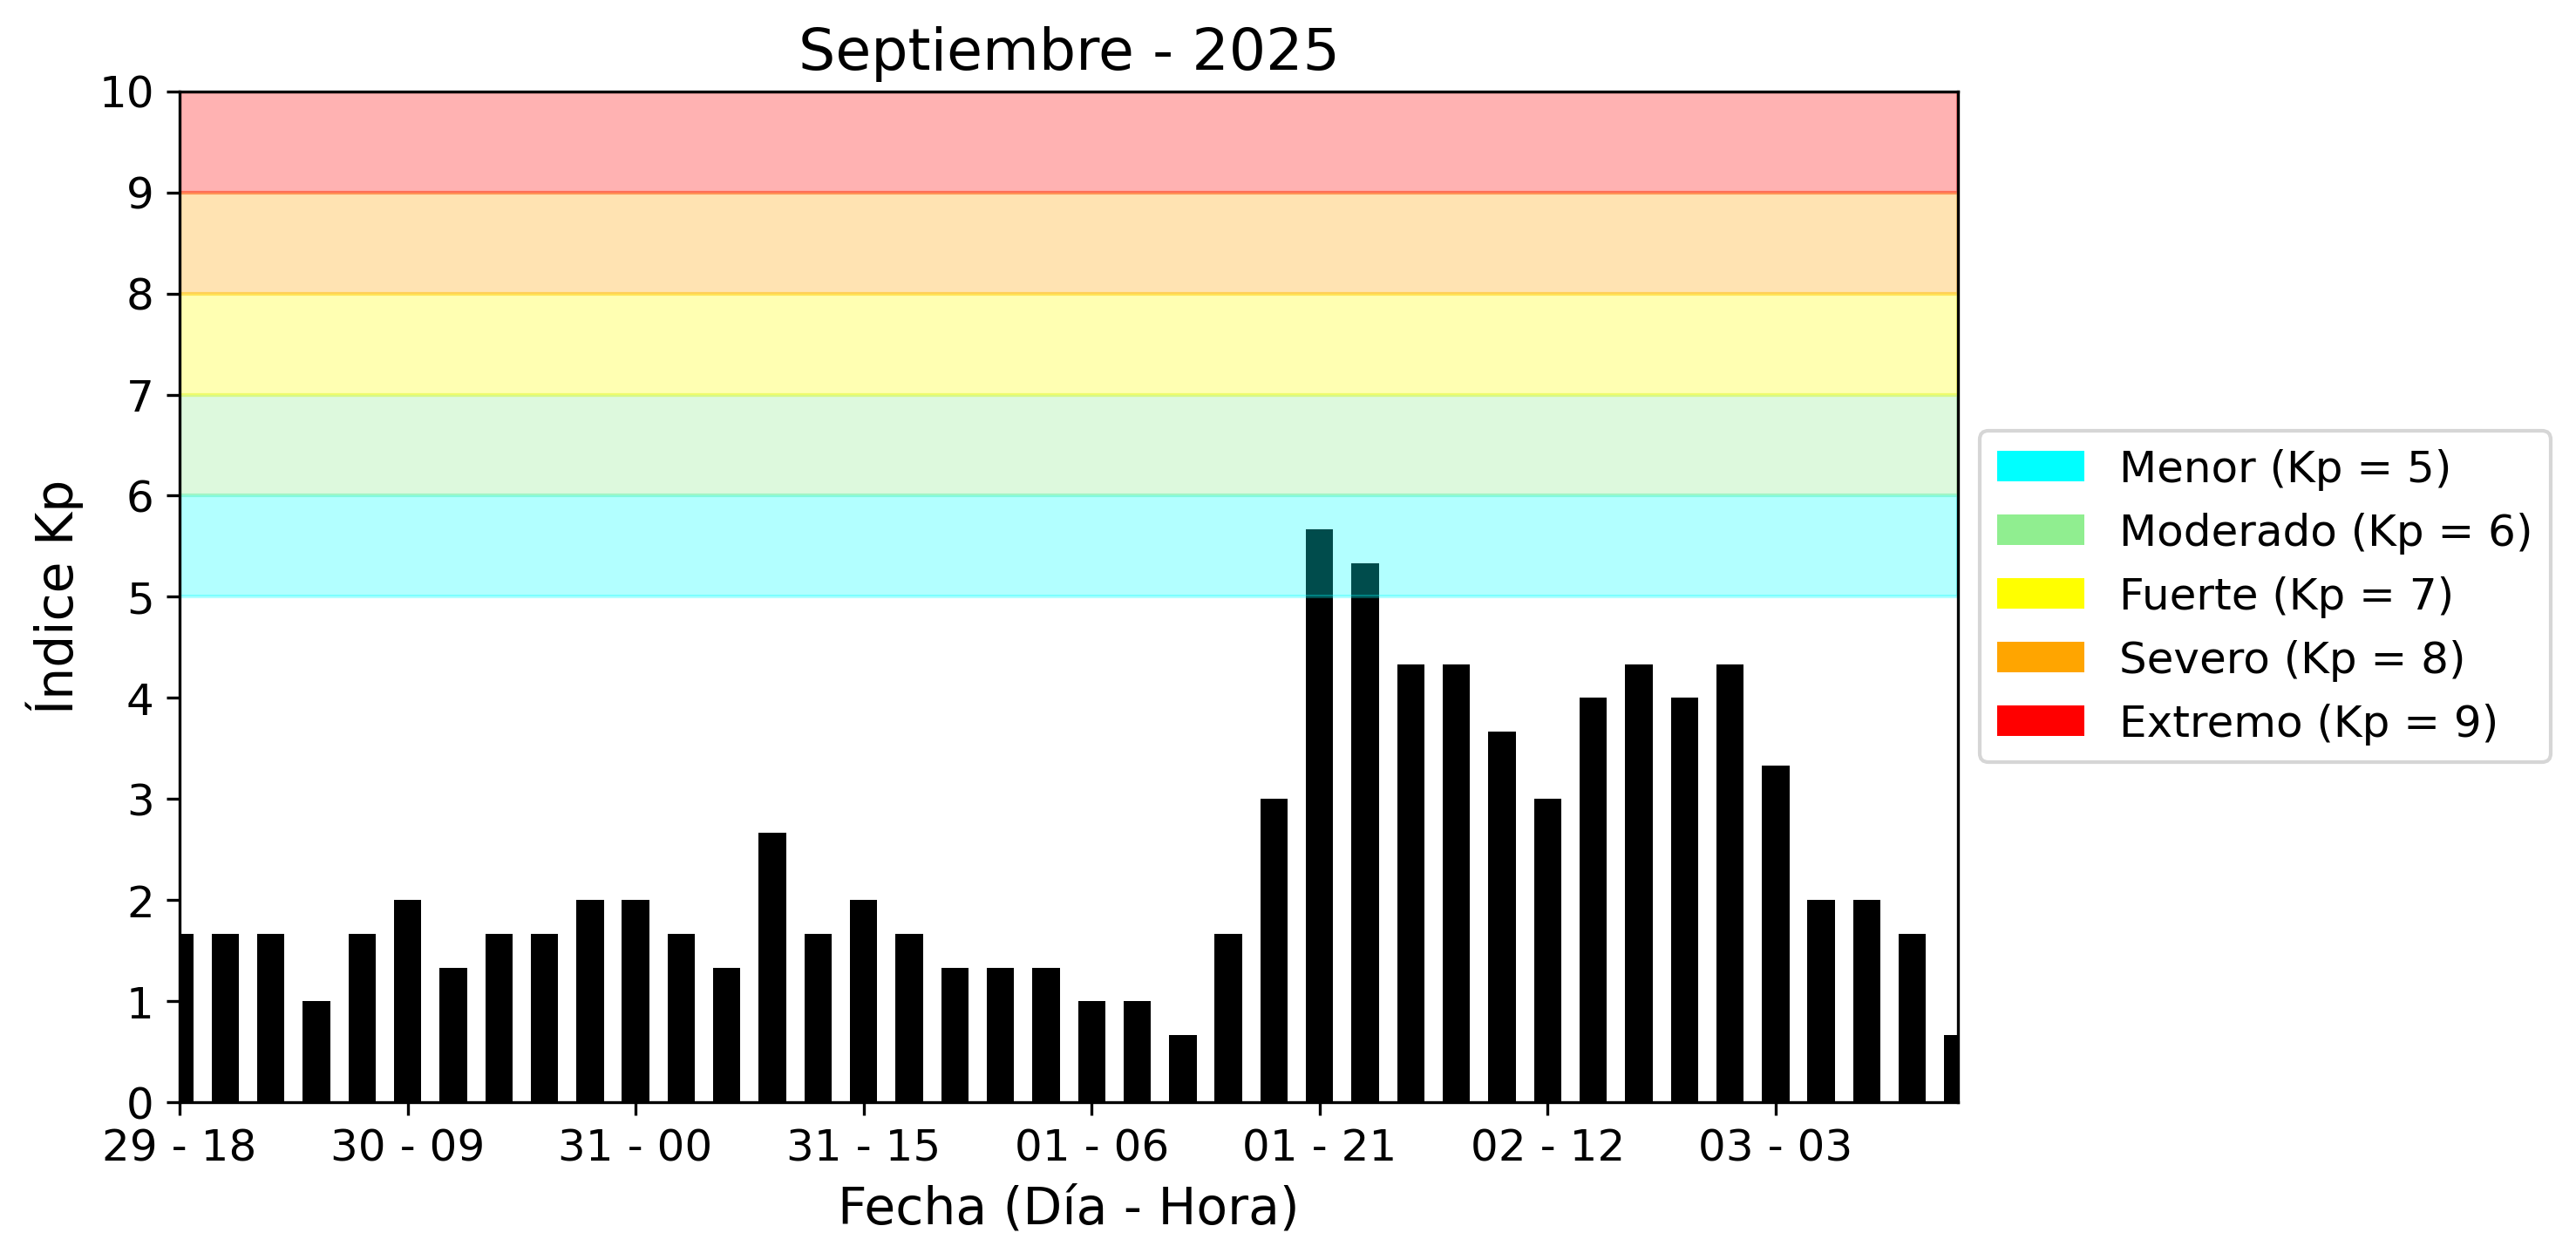 Septiembre - 2025
10
9
8
7
6
5
4
3
2
1
0
Índice Kp
29 - 18
30 - 09
31 - 00
31 - 15
01 - 06
01 - 21
02 - 12
03 - 03
Fecha (Día - Hora)
Menor (Kp = 5)
Moderado (Kp = 6)
Fuerte (Kp = 7)
Severo (Kp = 8)
Extremo (Kp = 9)